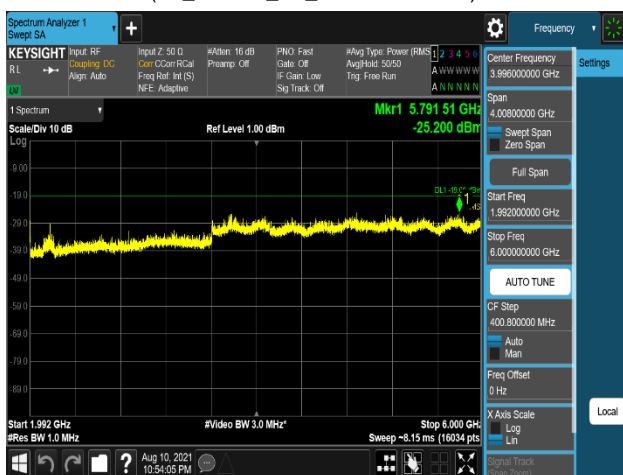 Spectrum Analyzer 1
Swept SA
Frequency
KEYSIGHT
Input: RF
Input Z: 50 Ω
#Atten: 16 dB
PNO: Fast
#Avg Type: Power (RMS
1 2 3 4 5 6
RL
Coupling: DC
Corr CCorr RCal
Preamp: Off
Gate: Off
Avg|Hold: 50/50
A W W W W W
Align: Auto
Freq Ref: Int (S)
IF Gain: Low
Trig: Free Run
NFE: Adaptive
Sig Track: Off
A N N N N N
1 Spectrum
Mkr1 5.791 51 GHz
Scale/Div 10 dB
Ref Level 1.00 dBm
-25.200 dBm
Log
-9.00
-19.0
-29.0
-39.0
-49.0
-59.0
-69.0
-79.0
-89.0
1
Start 1.992 GHz
#Video BW 3.0 MHz*
Stop 6.000 GHz
#Res BW 1.0 MHz
Sweep ~8.15 ms (16034 pts
Center Frequency
3.996000000 GHz
Settings
Span
4.00800000 GHz
Swept Span
Zero Span
Full Span
Start Freq
1.992000000 GHz
Stop Freq
6.000000000 GHz
AUTO TUNE
CF Step
400.800000 MHz
Auto
Man
Freq Offset
0 Hz
X Axis Scale
Log
Lin
Local
Signal Track
(Span Zoom)
Aug 10, 2021
10:54:05 PM